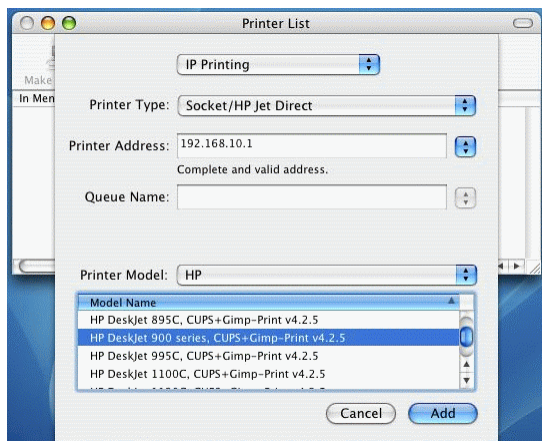 Printer List
Make
In Men
IP Printing
Printer Type: Socket/HP Jet Direct
Printer Address: 192.168.10.1
Complete and valid address.
Queue Name:
Printer Model: HP
Model Name
HP DeskJet 895C, CUPS+Gimp-Print v4.2.5
HP DeskJet 900 series, CUPS+Gimp-Print v4.2.5
HP DeskJet 995C, CUPS+Gimp-Print v4.2.5
HP DeskJet 1100C, CUPS+Gimp-Print v4.2.5
Cancel Add